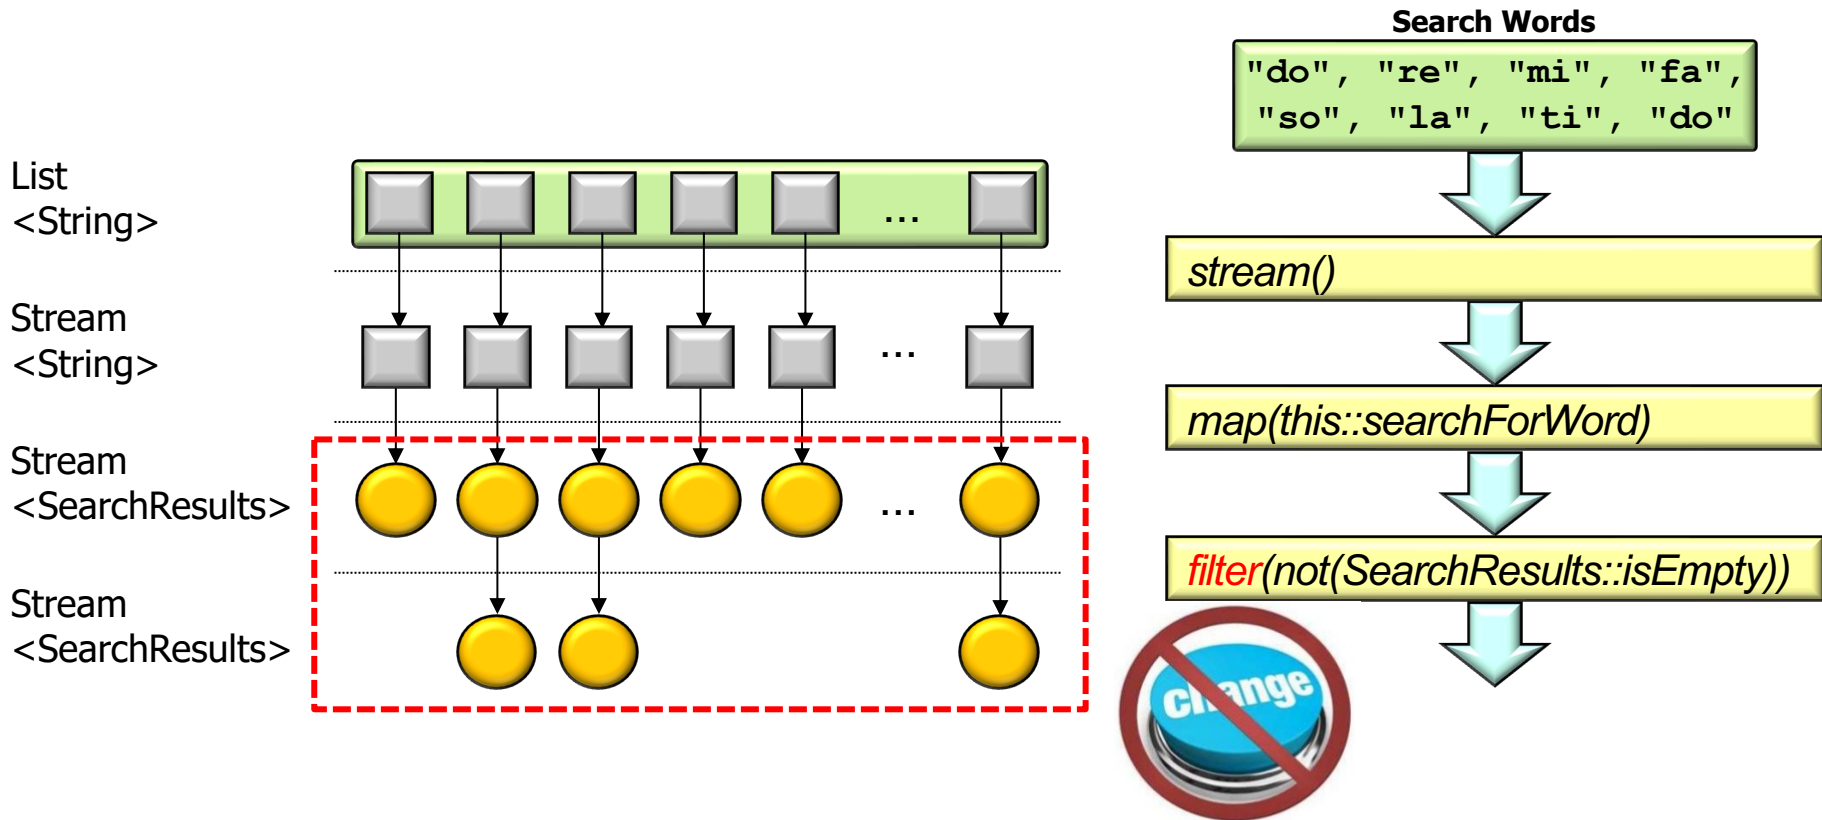 Search Words
"do", "re", "mi", "fa",
"so", "la", "ti", "do"
List
<String>
...
stream()
Stream
<String>
...
map(this::searchForWord)
Stream
<SearchResults>
...
filter(not(SearchResults::isEmpty))
Stream
<SearchResults>
change